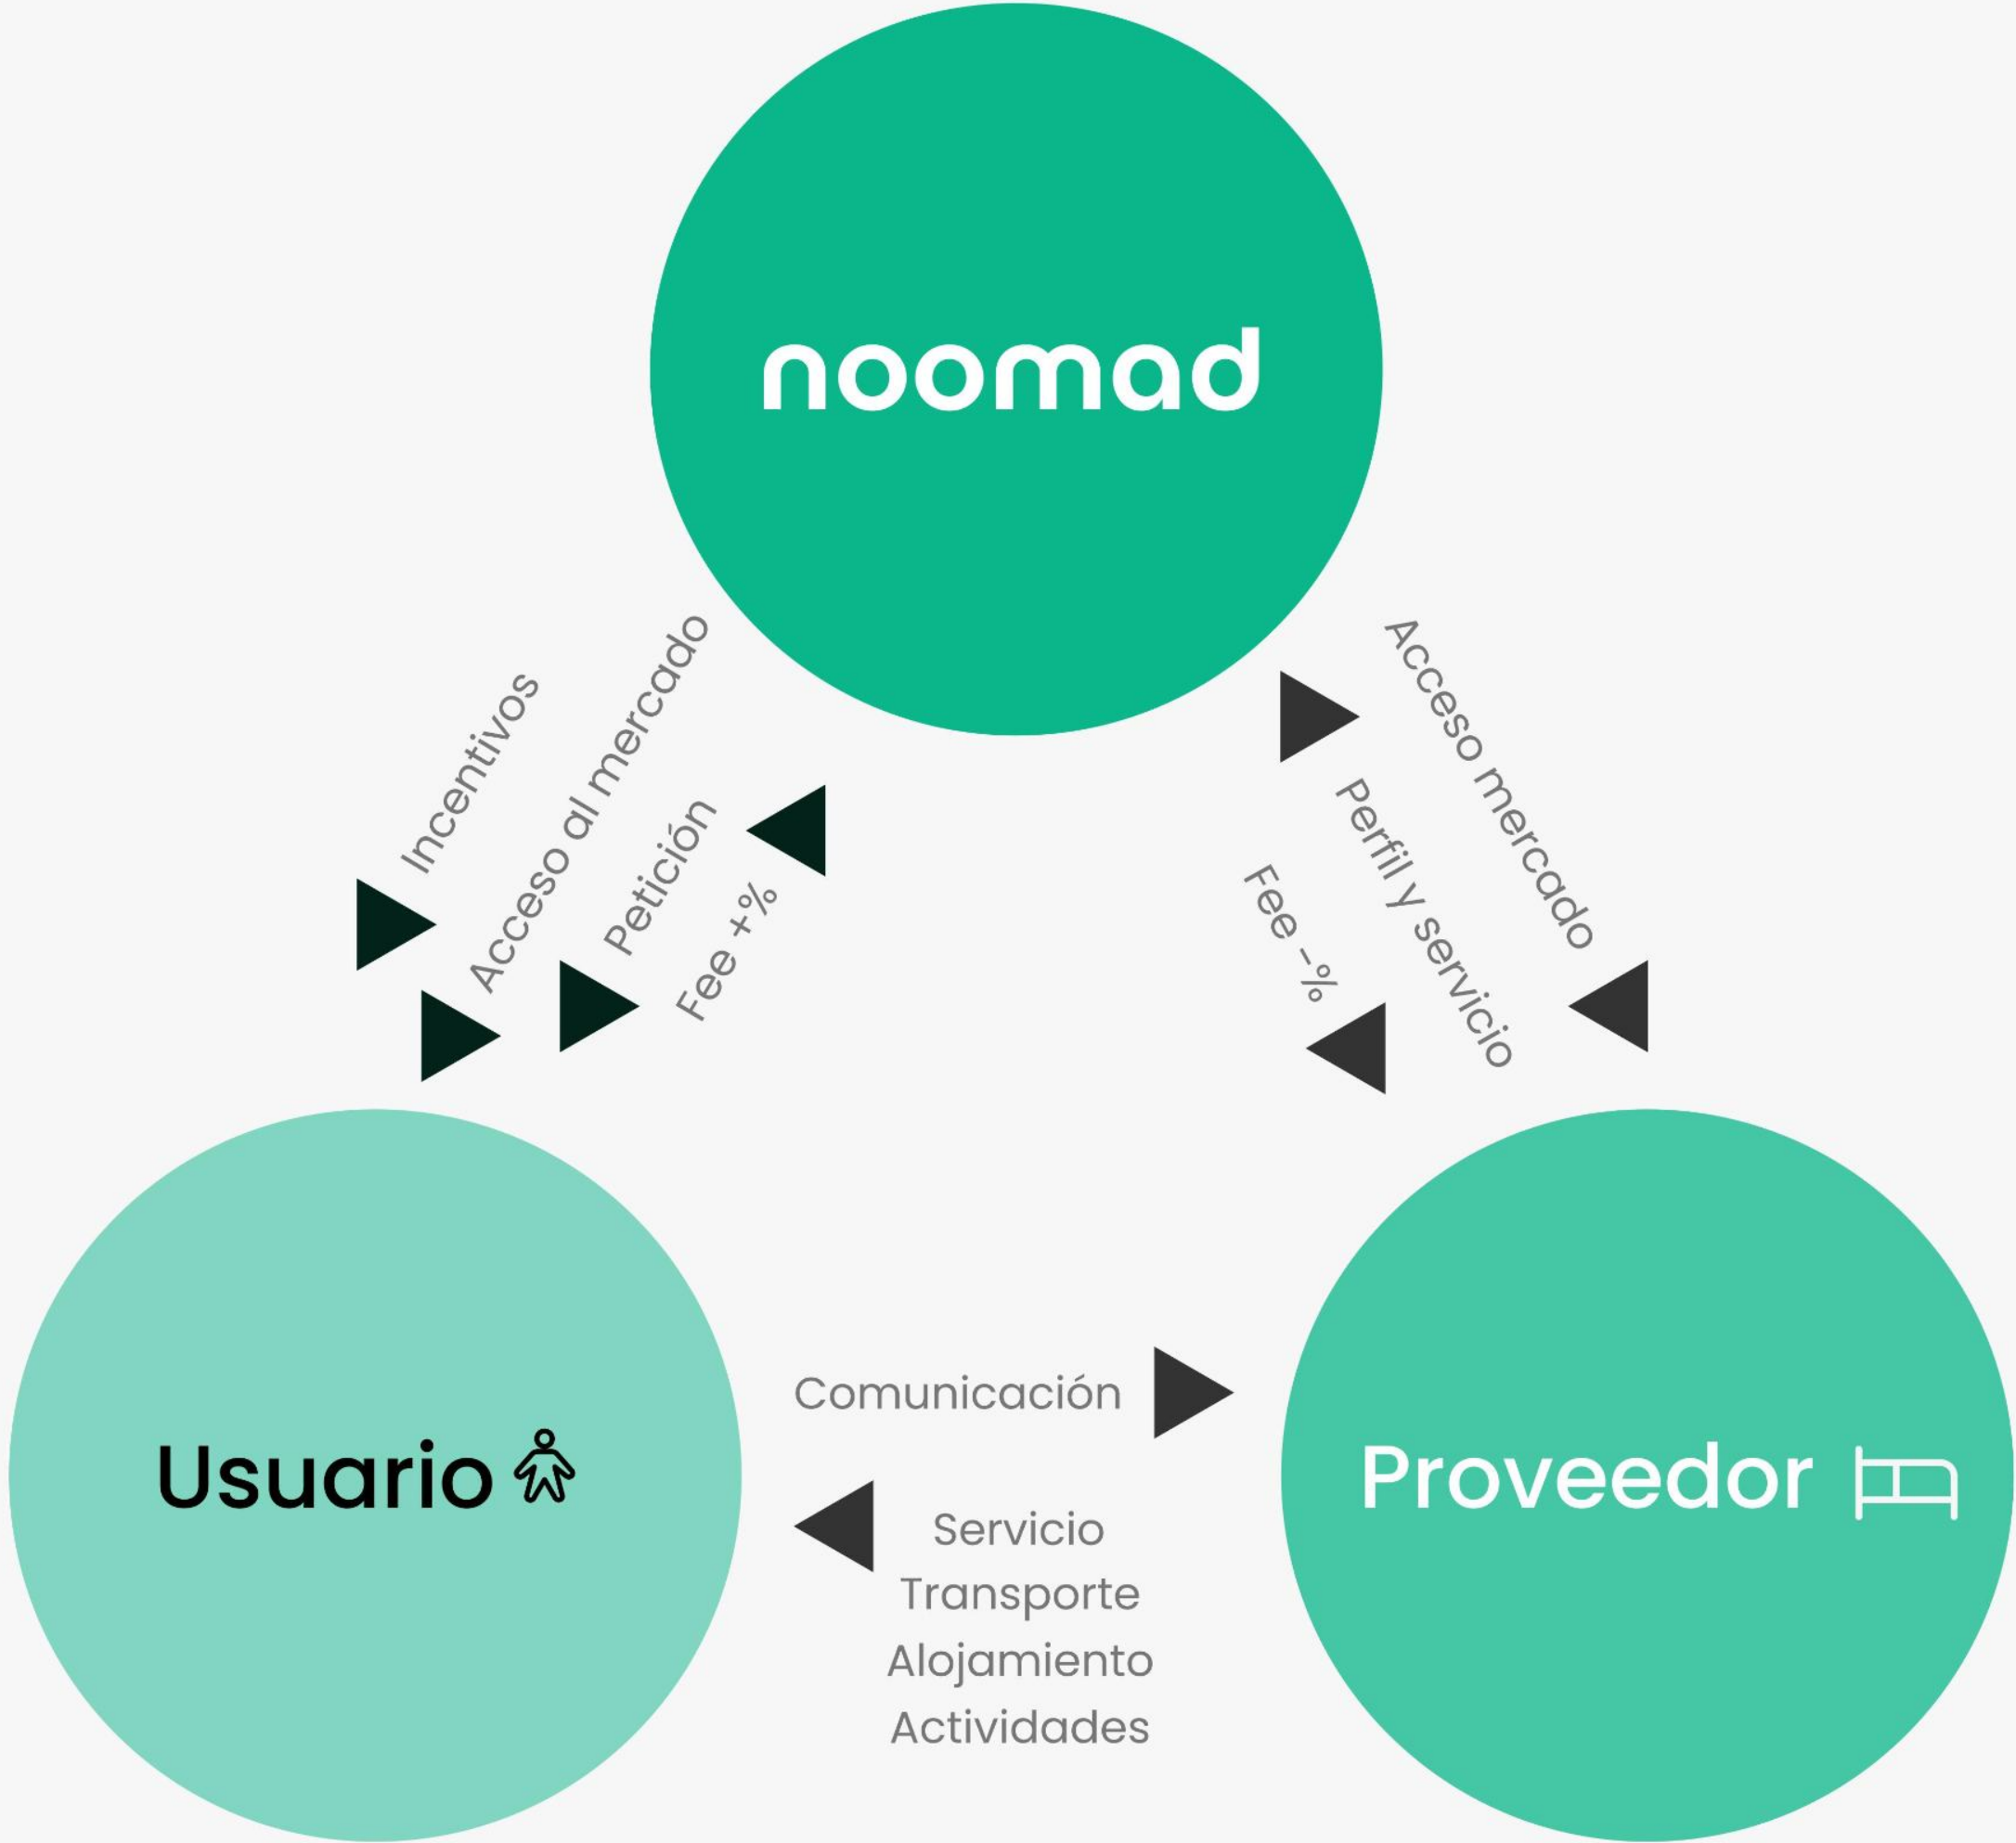 noomad
Incentivos
Acceso al mercado
Petición
Fee +%
Acceso mercado
Perfil y servicio
Fee -%
Usuario
Comunicación
Servicio
Transporte
Alojamiento
Actividades
Proveedor